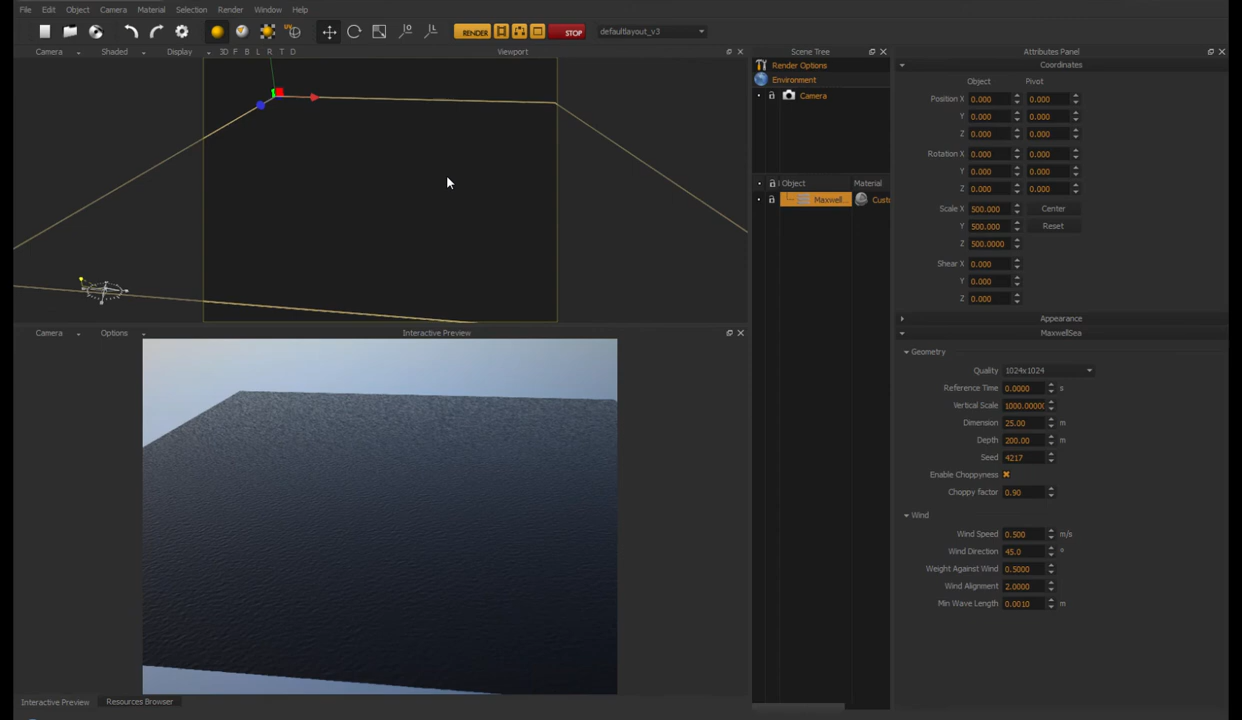 File Edit Object Camera Material Selection Render Window Help
RENDER STOP defaultlayout_v3
Camera Shaded Display 3D F B L R T D Viewport
Scene Tree
Render Options
Environment
Camera
Object Material
Maxwell... Custo
Attributes Panel
Coordinates
Object Pivot
Position X 0.000 0.000
Y 0.000 0.000
Z 0.000 0.000
Rotation X 0.000 0.000
Y 0.000 0.000
Z 0.000 0.000
Scale X 500.000 Center
Y 500.000 Reset
Z 500.0000
Shear X 0.000
Y 0.000
Z 0.000
Appearance
MaxwellSea
Geometry
Quality 1024x1024
Reference Time 0.0000 s
Vertical Scale 1000.00000
Dimension 25.00 m
Depth 200.00 m
Seed 4217
Enable Choppyness
Choppy factor 0.90
Wind
Wind Speed 0.500 m/s
Wind Direction 45.0 °
Weight Against Wind 0.5000
Wind Alignment 2.0000
Min Wave Length 0.0010 m
Camera Options Interactive Preview
Interactive Preview Resources Browser